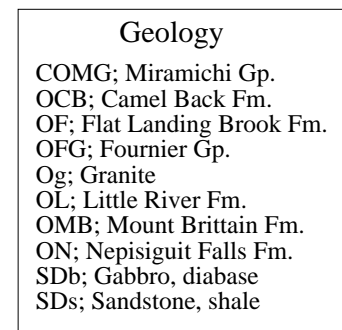 Geology
COMG; Miramichi Gp.
OCB; Camel Back Fm.
OF; Flat Landing Brook Fm.
OFG; Fournier Gp.
Og; Granite
OL; Little River Fm.
OMB; Mount Brittain Fm.
ON; Nepisiguit Falls Fm.
SDb; Gabbro, diabase
SDs; Sandstone, shale